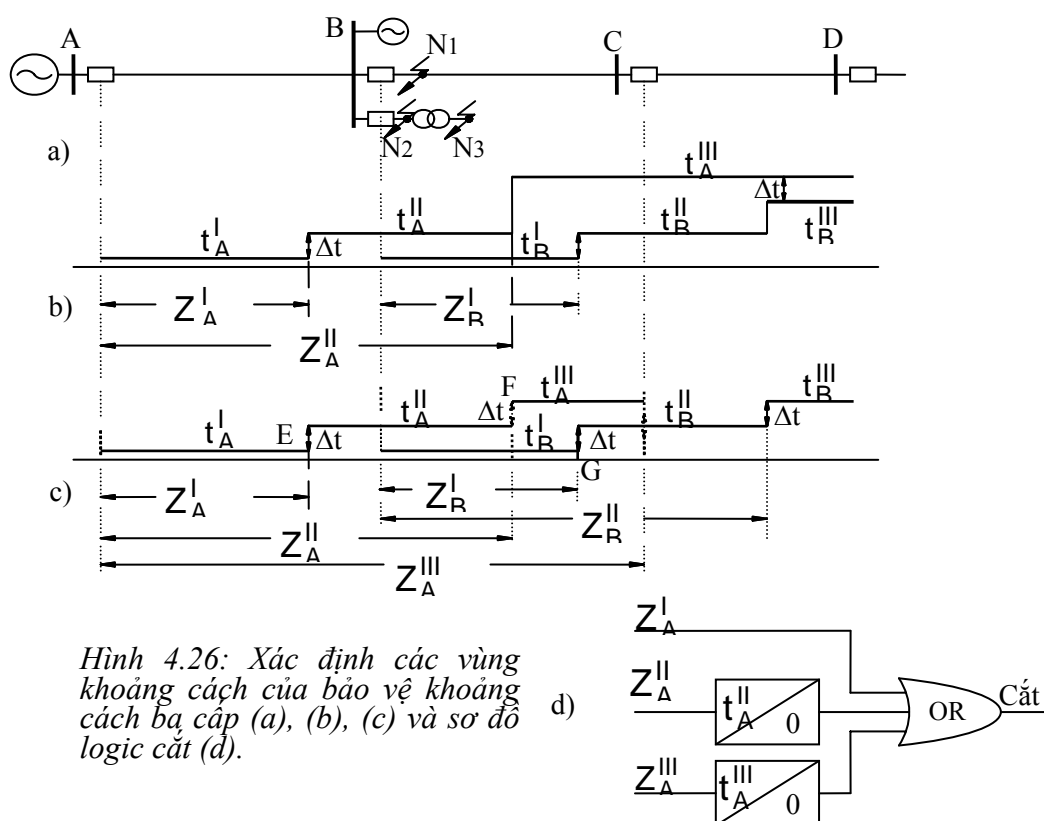 A
B
N1
C
D
N2
N3
a)
t_A^III
Δt
t_A^I
t_A^II
Δt
t_B^I
t_B^II
t_B^III
b)
Z_A^I
Z_B^I
Z_A^II
F
t_A^III
t_B^III
t_A^I
E
Δt
t_A^II
Δt
t_B^I
Δt
t_B^II
Δt
G
c)
Z_A^I
Z_B^I
Z_A^II
Z_B^II
Z_A^III
Hình 4.26: Xác định các vùng
khoảng cách của bảo vệ khoảng
cách ba cấp (a), (b), (c) và sơ đồ
logic cắt (d).
d)
Z_A^I
Z_A^II
t_A^II
0
OR
Cắt
Z_A^III
t_A^III
0